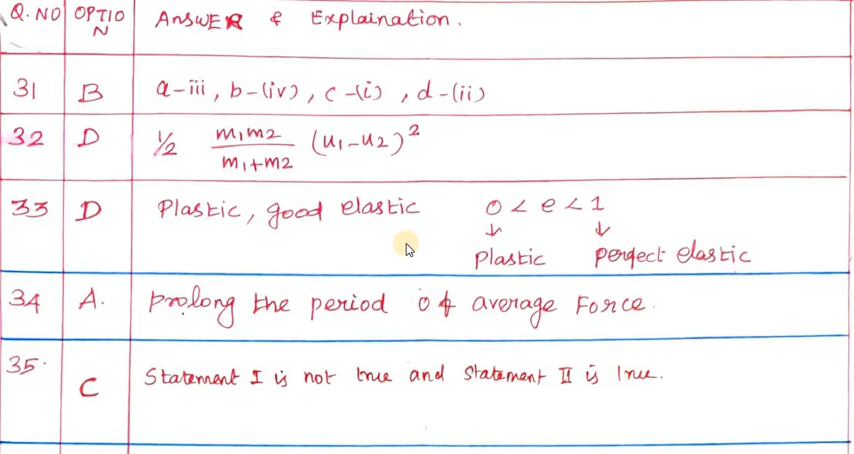 Q. NO OPTION ANSWER & Explaination.
31 B a-iii, b-(iv), c-(i), d-(ii)
32 D 1/2 m1m2/m1+m2 (u1-u2)^2
33 D Plastic, good elastic 0 < e < 1
↓ ↓
plastic perfect elastic
34 A. prolong the period of average Force.
35. C Statement I is not true and statement II is true.